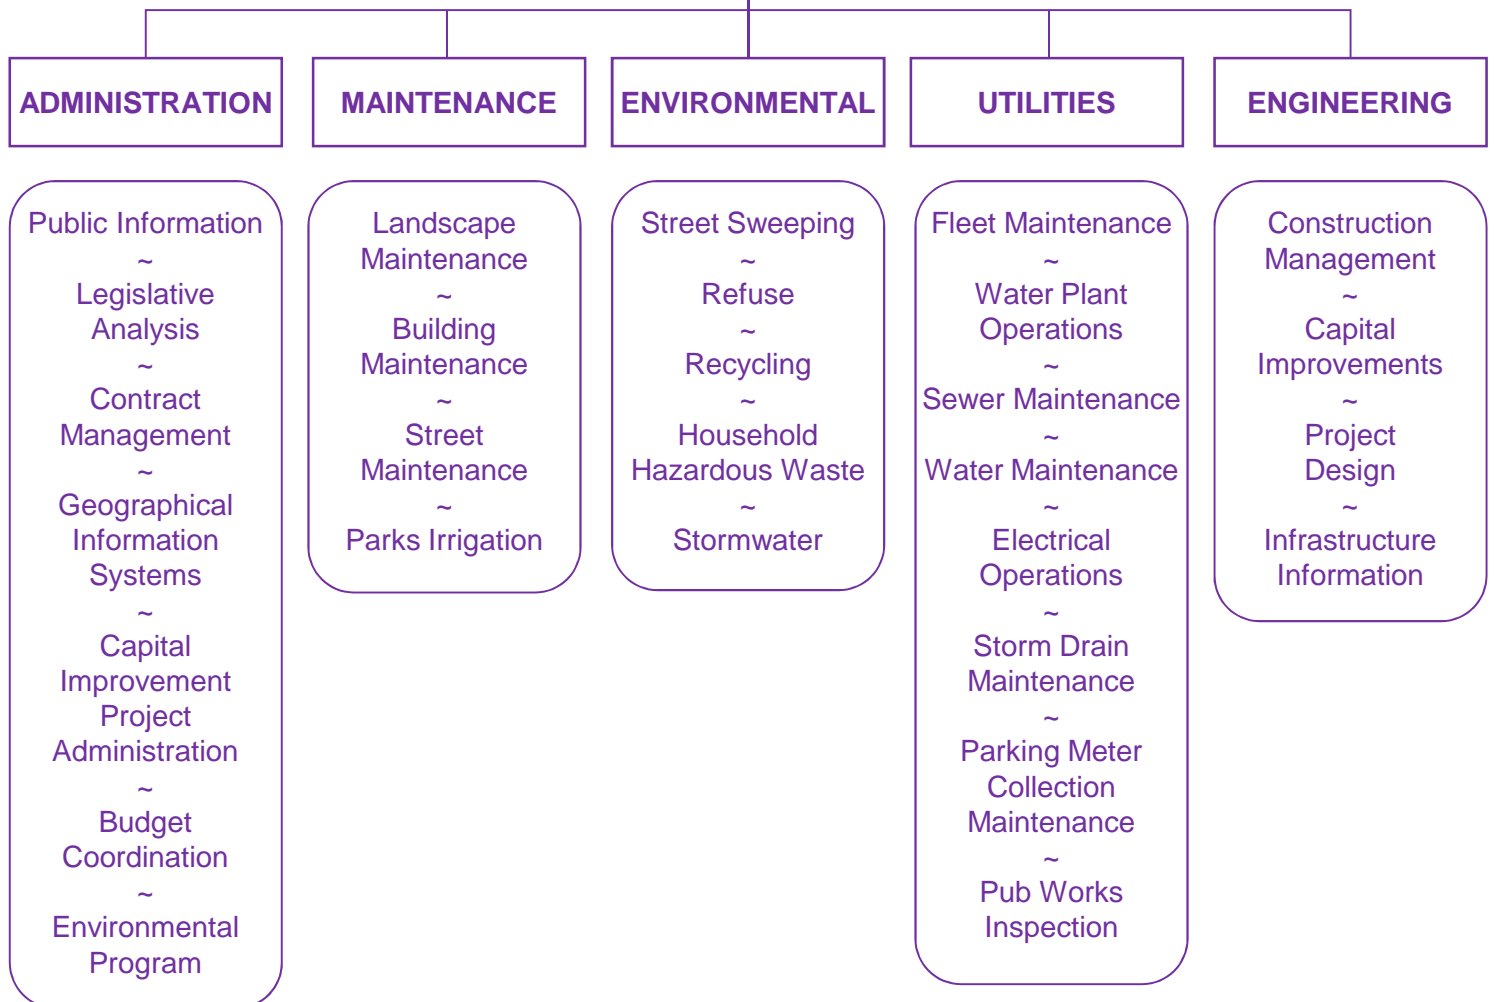 ADMINISTRATION
MAINTENANCE
ENVIRONMENTAL
UTILITIES
ENGINEERING
Public Information
~
Legislative
Analysis
~
Contract
Management
~
Geographical
Information
Systems
~
Capital
Improvement
Project
Administration
~
Budget
Coordination
~
Environmental
Program
Landscape
Maintenance
~
Building
Maintenance
~
Street
Maintenance
~
Parks Irrigation
Street Sweeping
~
Refuse
~
Recycling
~
Household
Hazardous Waste
~
Stormwater
Fleet Maintenance
~
Water Plant
Operations
~
Sewer Maintenance
~
Water Maintenance
~
Electrical
Operations
~
Storm Drain
Maintenance
~
Parking Meter
Collection
Maintenance
~
Pub Works
Inspection
Construction
Management
~
Capital
Improvements
~
Project
Design
~
Infrastructure
Information